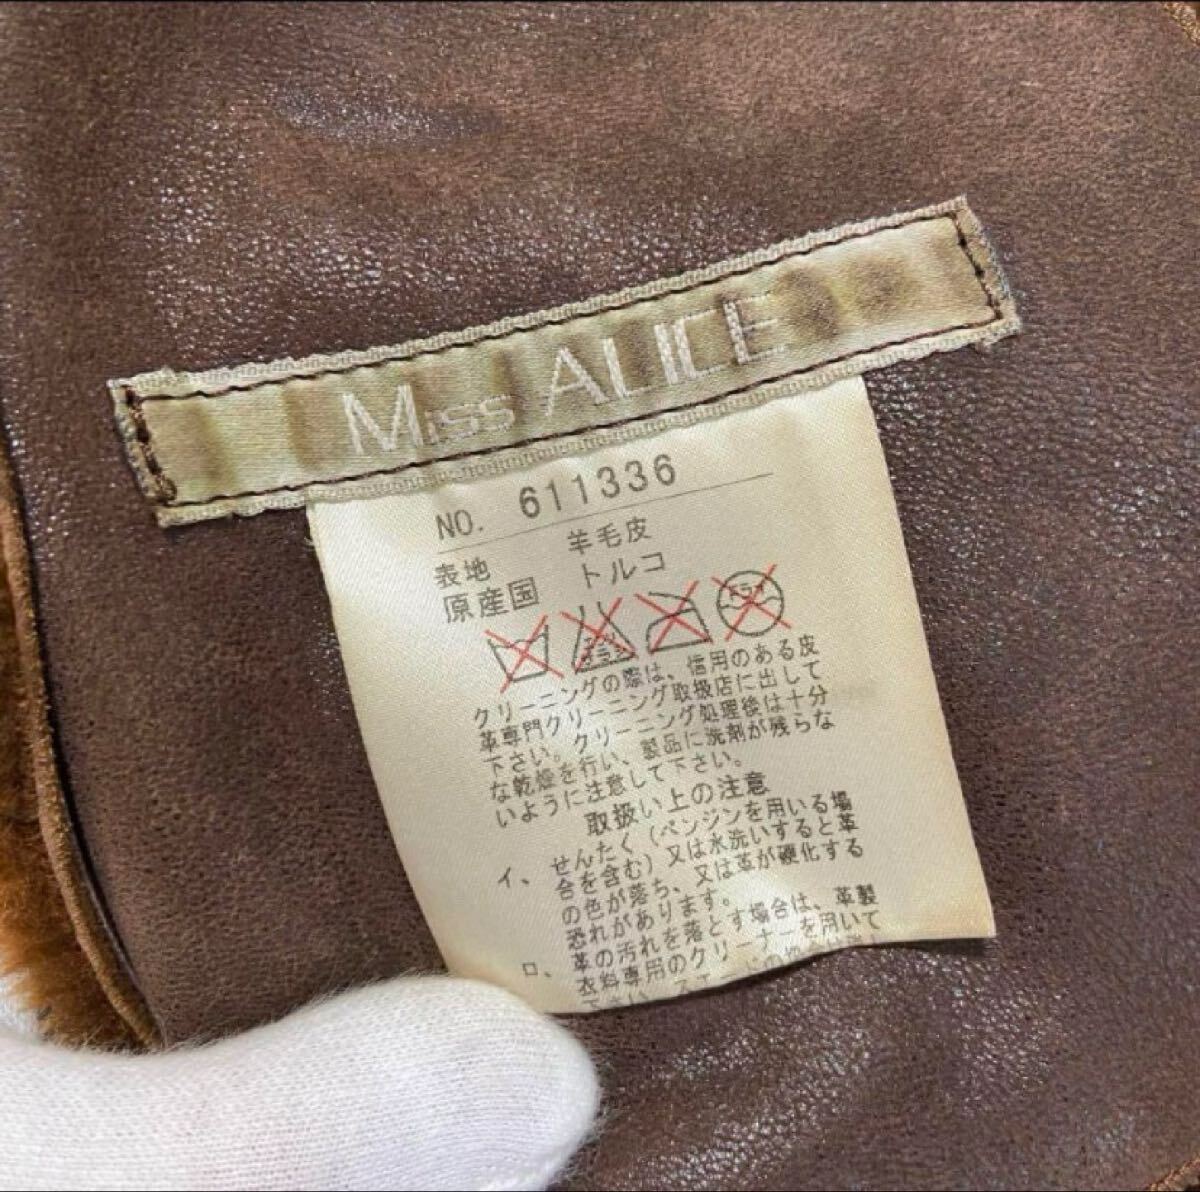 Miss ALICE
NO. 611336
表地 羊毛皮
原産国 トルコ
ドライ
クリーニングの際は、信用のある皮
革専門クリーニング取扱店に出して
下さい。クリーニング処理後は十分
な乾燥を行い、製品に洗剤が残らな
いように注意して下さい。
取扱い上の注意
イ、せんたく（ベンジンを用いる場
合を含む）又は水洗いすると革
の色が落ち、又は革が硬化する
恐れがあります。
ロ、革の汚れを落とす場合は、革製
衣料専用のクリーナーを用いて
下さい。